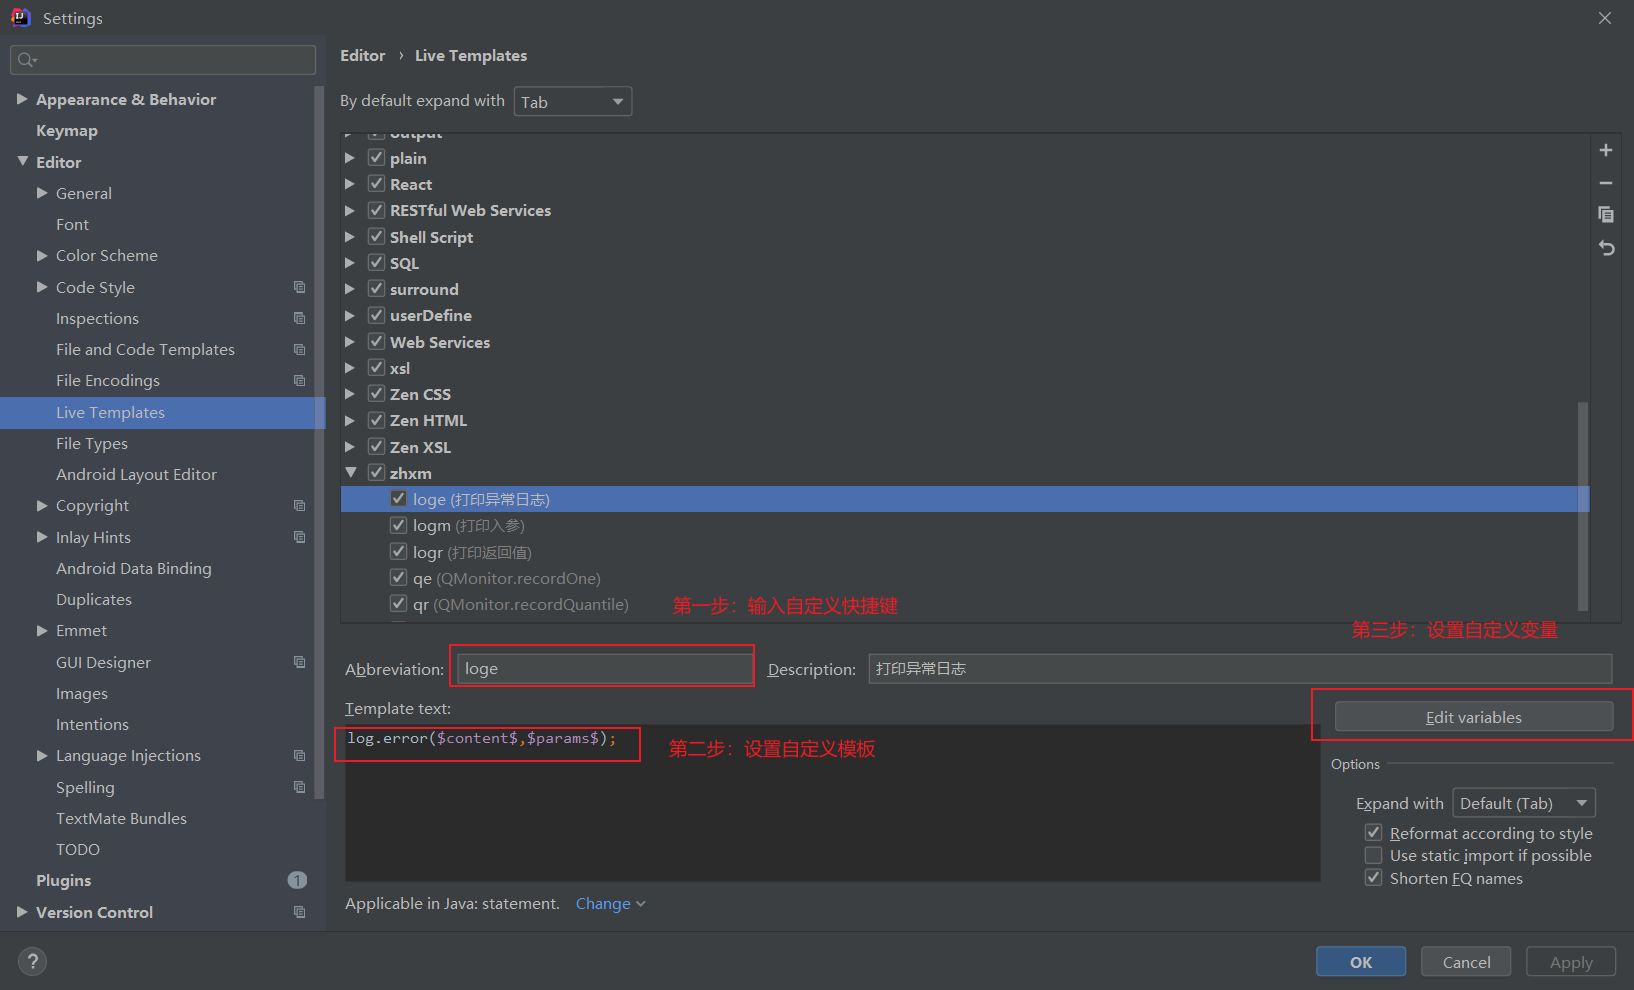 Settings
Appearance & Behavior
Keymap
Editor
General
Font
Color Scheme
Code Style
Inspections
File and Code Templates
File Encodings
Live Templates
File Types
Android Layout Editor
Copyright
Inlay Hints
Android Data Binding
Duplicates
Emmet
GUI Designer
Images
Intentions
Language Injections
Spelling
TextMate Bundles
TODO
Plugins 1
Version Control
Editor › Live Templates
By default expand with Tab
output
plain
React
RESTful Web Services
Shell Script
SQL
surround
userDefine
Web Services
xsl
Zen CSS
Zen HTML
Zen XSL
zhxm
loge (打印异常日志)
logm (打印入参)
logr (打印返回值)
qe (QMonitor.recordOne)
qr (QMonitor.recordQuantile)
第一步：输入自定义快捷键
第三步：设置自定义变量
Abbreviation: loge Description: 打印异常日志
Template text:
Edit variables
log.error($content$,$params$);
第二步：设置自定义模板
Options
Expand with Default (Tab)
Reformat according to style
Use static import if possible
Shorten FQ names
Applicable in Java: statement. Change
? OK Cancel Apply